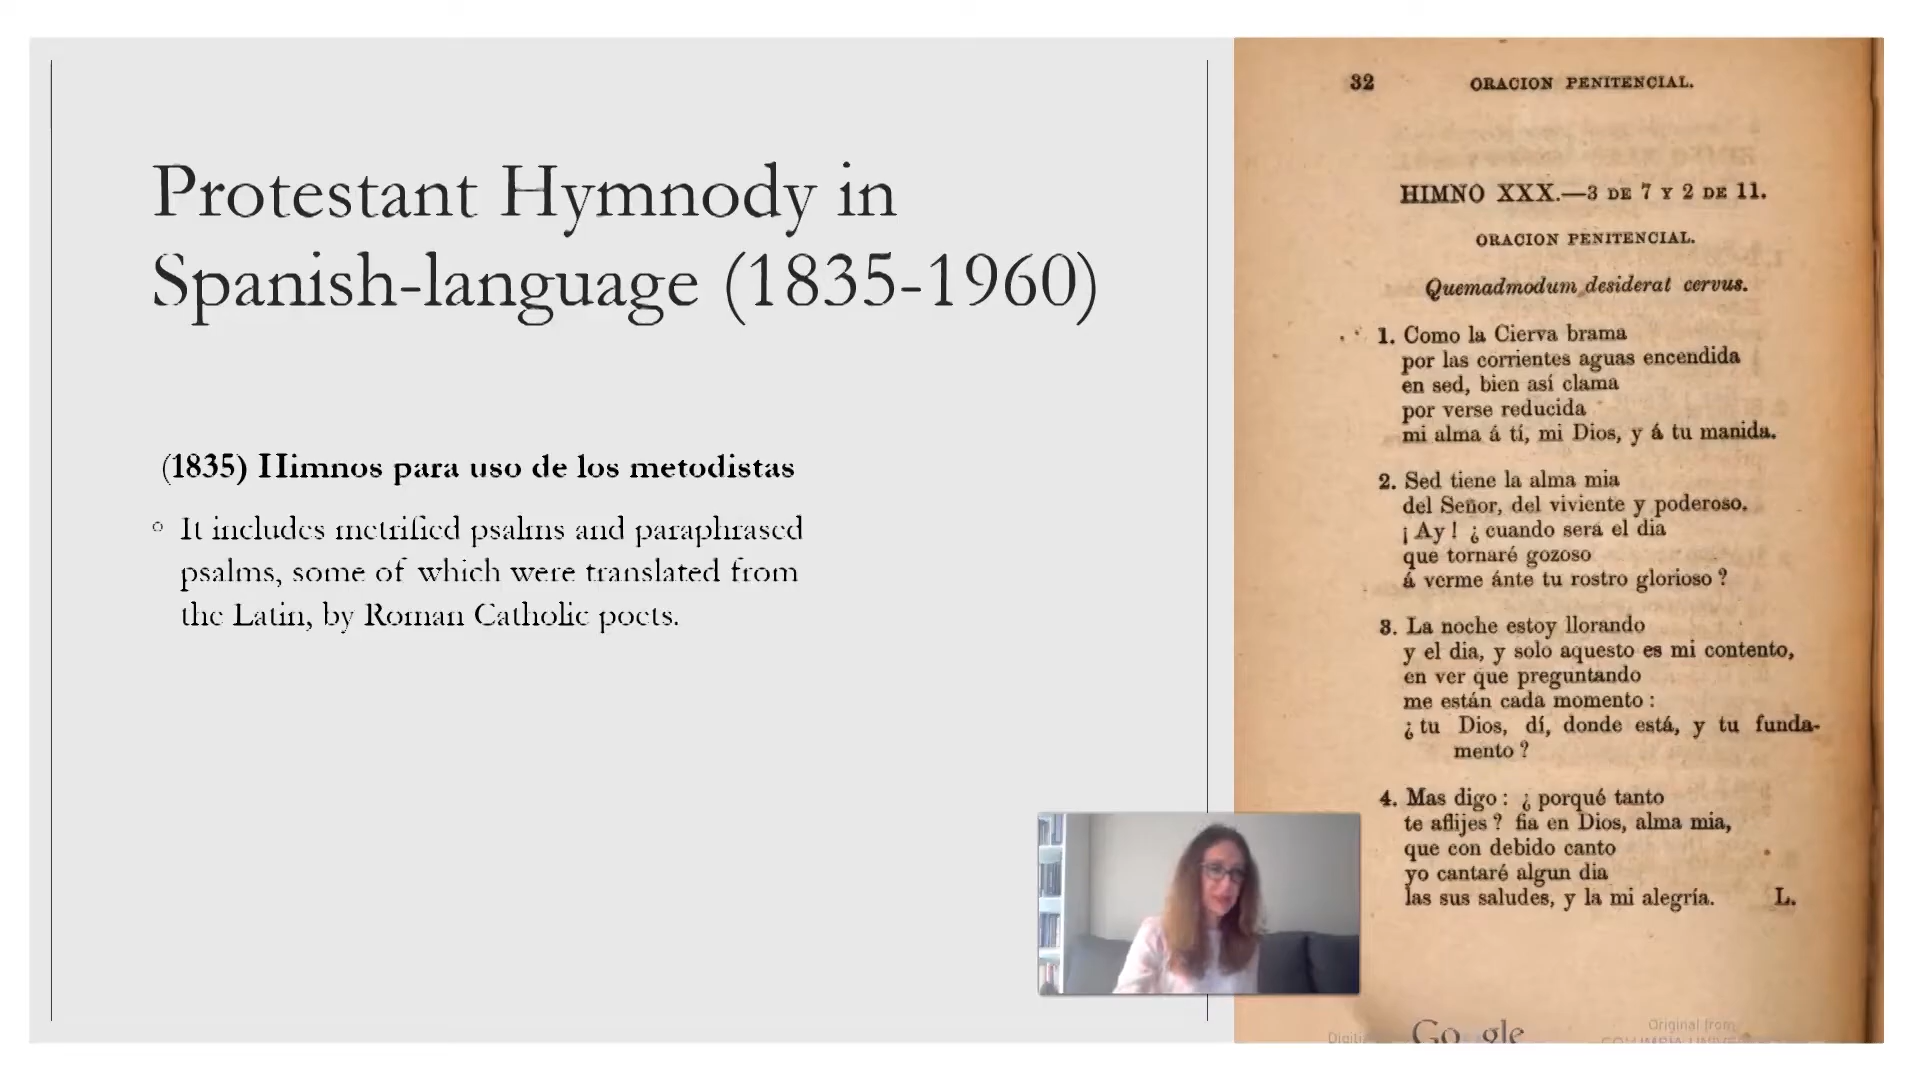 Protestant Hymnody in
Spanish-language (1835-1960)
(1835) Himnos para uso de los metodistas
○ It includes metrified psalms and paraphrased
psalms, some of which were translated from
the Latin, by Roman Catholic poets.
32 ORACION PENITENCIAL.
HIMNO XXX.—3 DE 7 Y 2 DE 11.
ORACION PENITENCIAL.
Quemadmodum desiderat cervus.
1. Como la Cierva brama
por las corrientes aguas encendida
en sed, bien así clama
por verse reducida
mi alma á tí, mi Dios, y á tu manida.
2. Sed tiene la alma mia
del Señor, del viviente y poderoso.
¡ Ay ! ¿ cuando será el dia
que tornaré gozoso
á verme ánte tu rostro glorioso ?
3. La noche estoy llorando
y el dia, y solo aquesto es mi contento,
en ver que preguntando
me están cada momento :
¿ tu Dios, dí, donde está, y tu funda-
mento ?
4. Mas digo : ¿ porqué tanto
te aflijes ? fia en Dios, alma mia,
que con debido canto
yo cantaré algun dia
las sus saludes, y la mi alegría. L.
Google
Original from